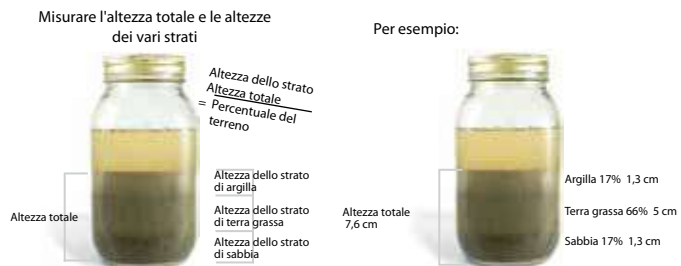 Misurare l'altezza totale e le altezze
dei vari strati
Altezza dello strato
Altezza totale
= Percentuale del
terreno
Altezza totale
Altezza dello strato
di argilla
Altezza dello strato
di terra grassa
Altezza dello strato
di sabbia
Per esempio:
Altezza totale
7,6 cm
Argilla 17% 1,3 cm
Terra grassa 66% 5 cm
Sabbia 17% 1,3 cm